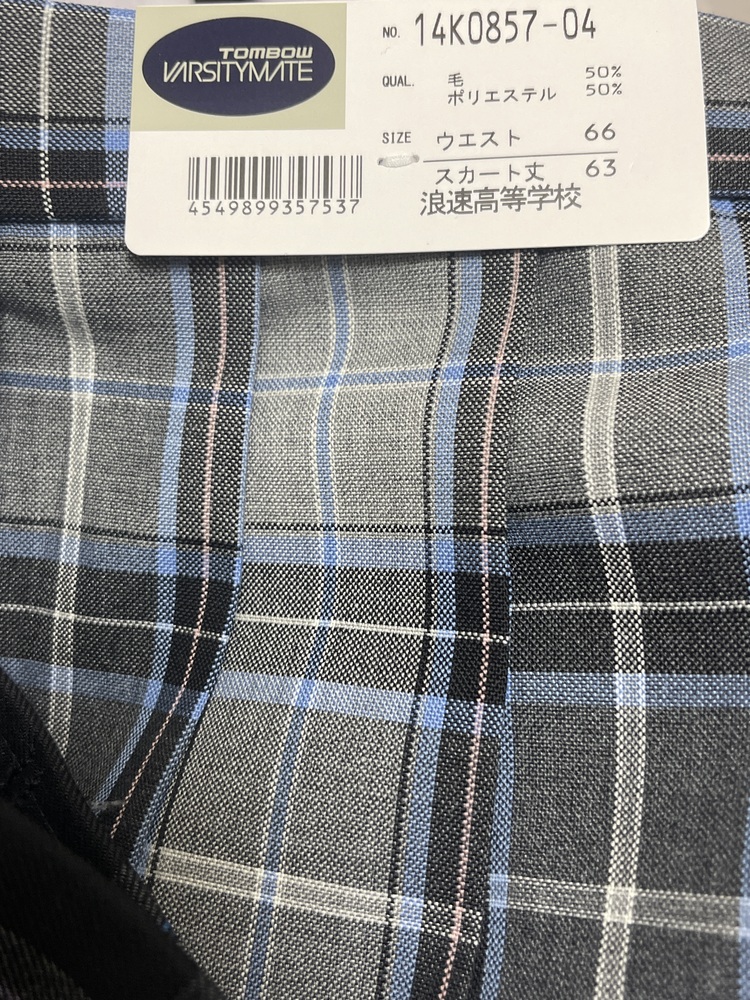 TOMBOW
VARSITYMATE
NO. 14K0857-04
QUAL. 毛 50%
ポリエステル 50%
SIZE ウエスト 66
スカート丈 63
浪速高等学校
4549899357537